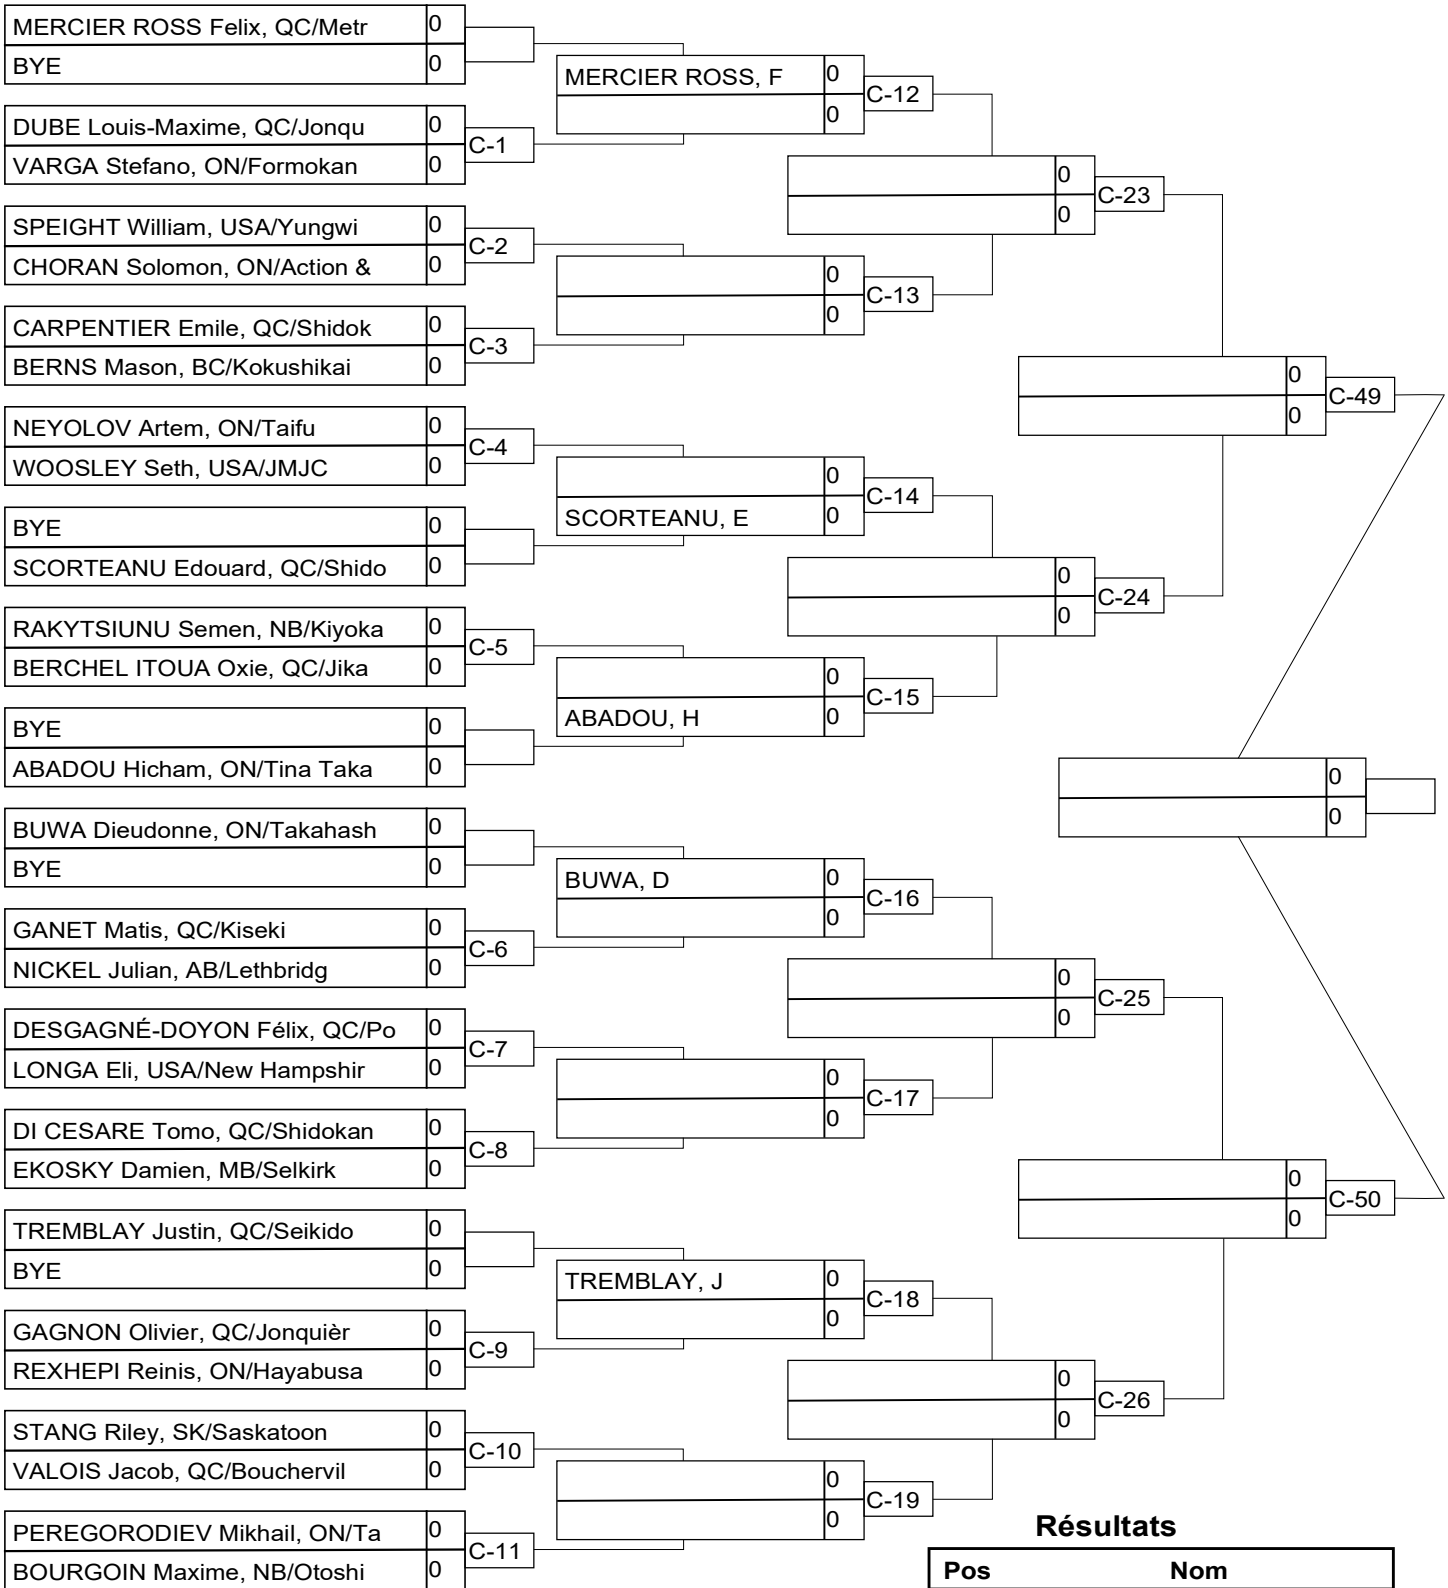 MERCIER ROSS Felix, QC/Metr 0
BYE 0
DUBE Louis-Maxime, QC/Jonqu 0
VARGA Stefano, ON/Formokan 0
C-1
SPEIGHT William, USA/Yungwi 0
CHORAN Solomon, ON/Action & 0
C-2
CARPENTIER Emile, QC/Shidok 0
BERNS Mason, BC/Kokushikai 0
C-3
NEYOLOV Artem, ON/Taifu 0
WOOSLEY Seth, USA/JMJC 0
C-4
BYE 0
SCORTEANU Edouard, QC/Shido 0
RAKYTSIUNU Semen, NB/Kiyoka 0
BERCHEL ITOUA Oxie, QC/Jika 0
C-5
BYE 0
ABADOU Hicham, ON/Tina Taka 0
BUWA Dieudonne, ON/Takahash 0
BYE 0
GANET Matis, QC/Kiseki 0
NICKEL Julian, AB/Lethbridg 0
C-6
DESGAGNÉ-DOYON Félix, QC/Po 0
LONGA Eli, USA/New Hampshir 0
C-7
DI CESARE Tomo, QC/Shidokan 0
EKOSKY Damien, MB/Selkirk 0
C-8
TREMBLAY Justin, QC/Seikido 0
BYE 0
GAGNON Olivier, QC/Jonquièr 0
REXHEPI Reinis, ON/Hayabusa 0
C-9
STANG Riley, SK/Saskatoon 0
VALOIS Jacob, QC/Bouchervil 0
C-10
PEREGORODIEV Mikhail, ON/Ta 0
BOURGOIN Maxime, NB/Otoshi 0
C-11
MERCIER ROSS, F 0
0
C-12
0
0
C-13
0
SCORTEANU, E 0
C-14
0
ABADOU, H 0
C-15
BUWA, D 0
0
C-16
0
0
C-17
TREMBLAY, J 0
0
C-18
0
0
C-19
0
0
C-23
0
0
C-24
0
0
C-25
0
0
C-26
0
0
C-49
0
0
C-50
0
0
Résultats
Pos Nom